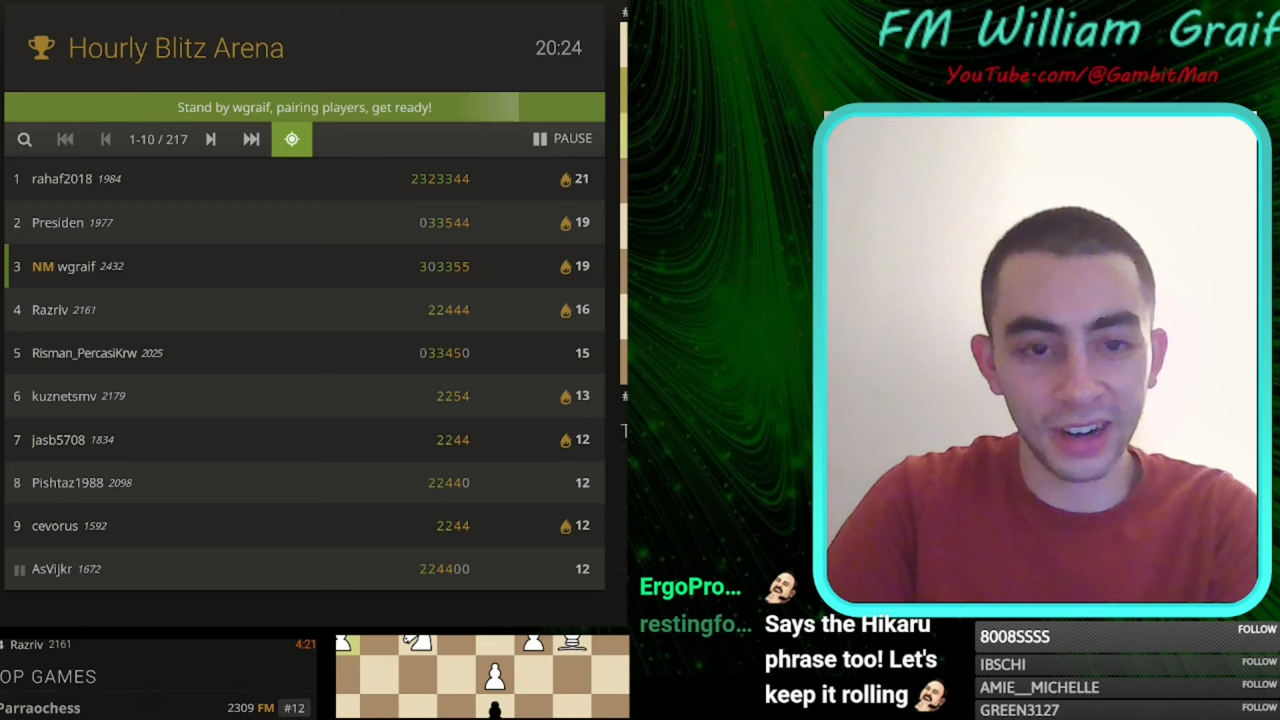 Hourly Blitz Arena 20:24
Stand by wgraif, pairing players, get ready!
1-10 / 217 PAUSE
1 rahaf2018 1984 2323344 21
2 Presiden 1977 033544 19
3 NM wgraif 2432 303355 19
4 Razriv 2161 22444 16
5 Risman_PercasiKrw 2025 033450 15
6 kuznetsmv 2179 2254 13
7 jasb5708 1834 2244 12
8 Pishtaz1988 2098 22440 12
9 cevorus 1592 2244 12
AsVijkr 1672 224400 12
4 Razriv 2161 4:21
OP GAMES
Parraochess 2309 FM #12
FM William Graif
YouTube.com/@GambitMan
ErgoPro...
restingfo... Says the Hikaru
phrase too! Let's
keep it rolling
8008SSSS FOLLOW
IBSCHI FOLLOW
AMIE__MICHELLE FOLLOW
GREEN3127 FOLLOW